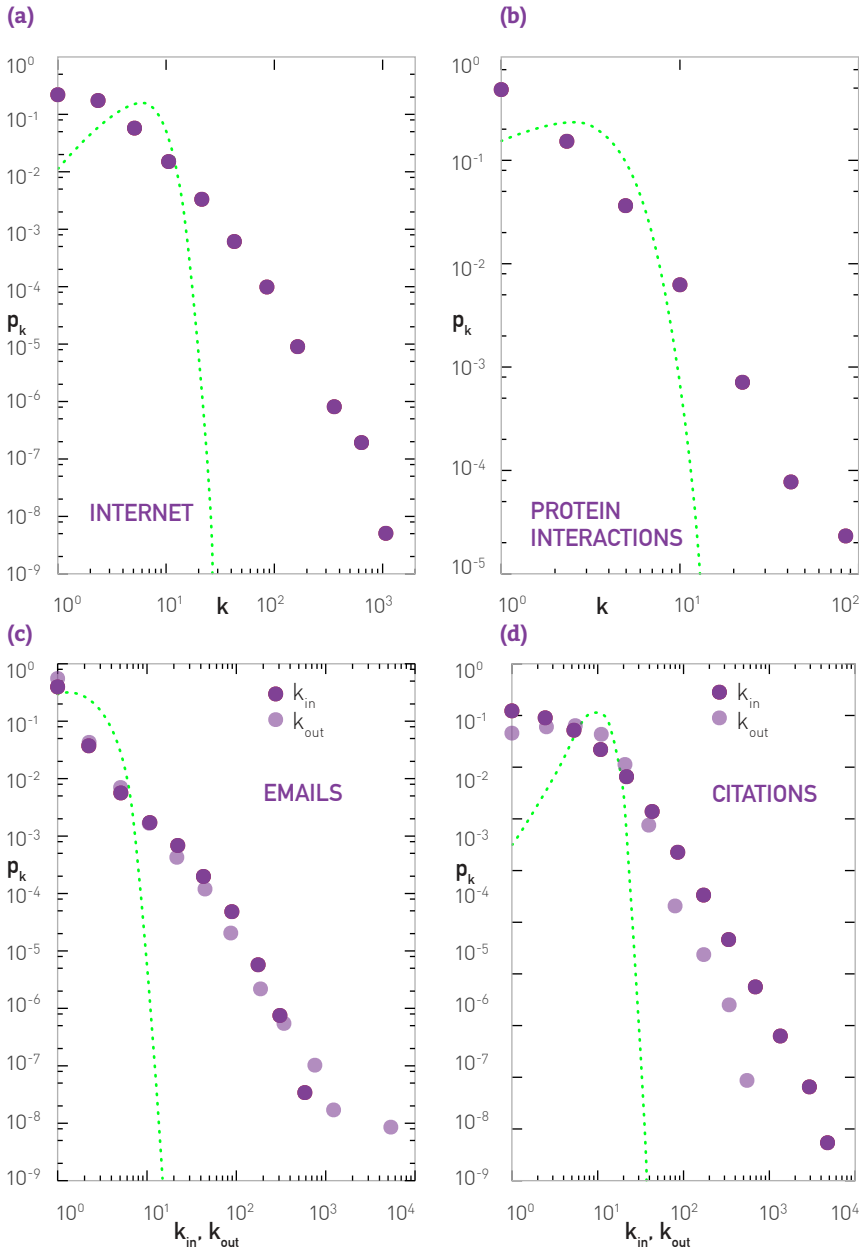 (a)
10^0
10^-1
10^-2
10^-3
10^-4
p_k
10^-5
10^-6
10^-7
10^-8
10^-9
INTERNET
10^0 10^1 k 10^2 10^3
(b)
10^0
10^-1
10^-2
p_k
10^-3
10^-4
10^-5
PROTEIN
INTERACTIONS
10^0 k 10^1 10^2
(c)
10^0
10^-1
10^-2
10^-3
p_k
10^-4
10^-5
10^-6
10^-7
10^-8
10^-9
k_in
k_out
EMAILS
10^0 10^1 10^2 10^3 10^4
k_in, k_out
(d)
10^0
10^-1
10^-2
10^-3
p_k
10^-4
10^-5
10^-6
10^-7
10^-8
10^-9
k_in
k_out
CITATIONS
10^0 10^1 10^2 10^3 10^4
k_in, k_out